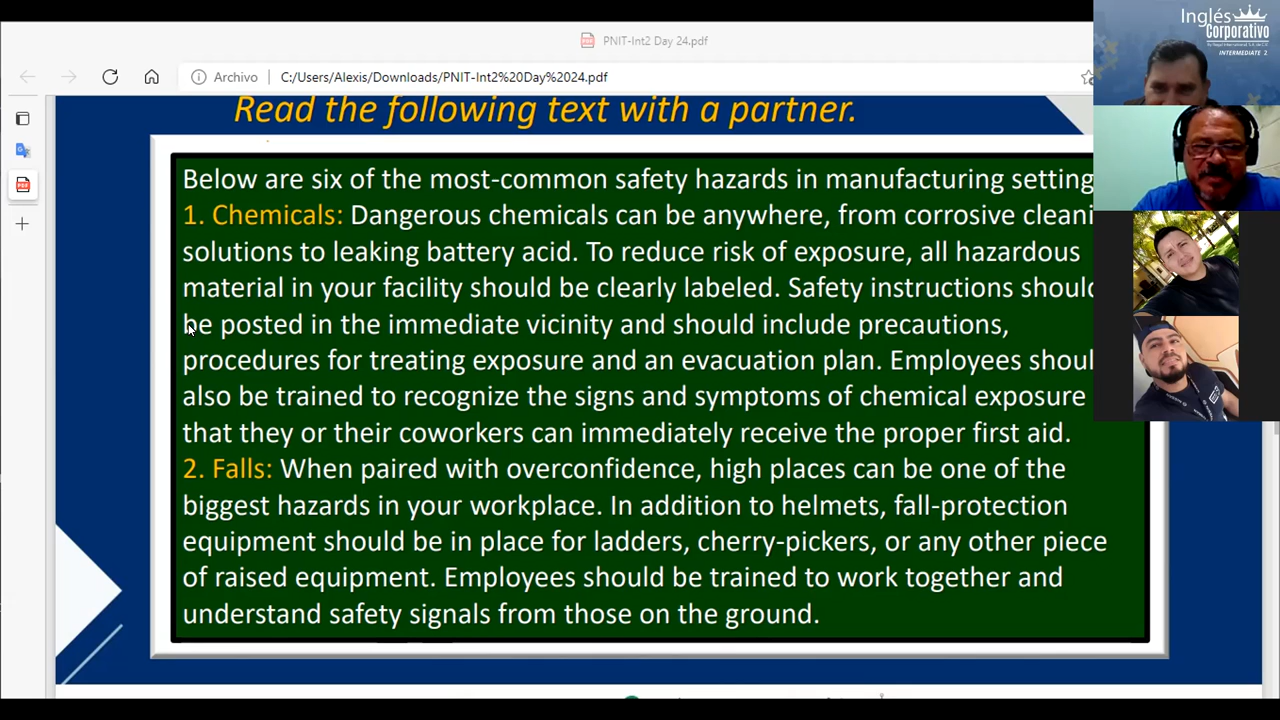 PNIT-Int2 Day 24.pdf
Archivo C:/Users/Alexis/Downloads/PNIT-Int2%20Day%2024.pdf
Inglés
Corporativo
INTERMEDIATE 2
Read the following text with a partner.
Below are six of the most-common safety hazards in manufacturing setting
1. Chemicals: Dangerous chemicals can be anywhere, from corrosive cleani
solutions to leaking battery acid. To reduce risk of exposure, all hazardous
material in your facility should be clearly labeled. Safety instructions should
be posted in the immediate vicinity and should include precautions,
procedures for treating exposure and an evacuation plan. Employees shoul
also be trained to recognize the signs and symptoms of chemical exposure
that they or their coworkers can immediately receive the proper first aid.
2. Falls: When paired with overconfidence, high places can be one of the
biggest hazards in your workplace. In addition to helmets, fall-protection
equipment should be in place for ladders, cherry-pickers, or any other piece
of raised equipment. Employees should be trained to work together and
understand safety signals from those on the ground.